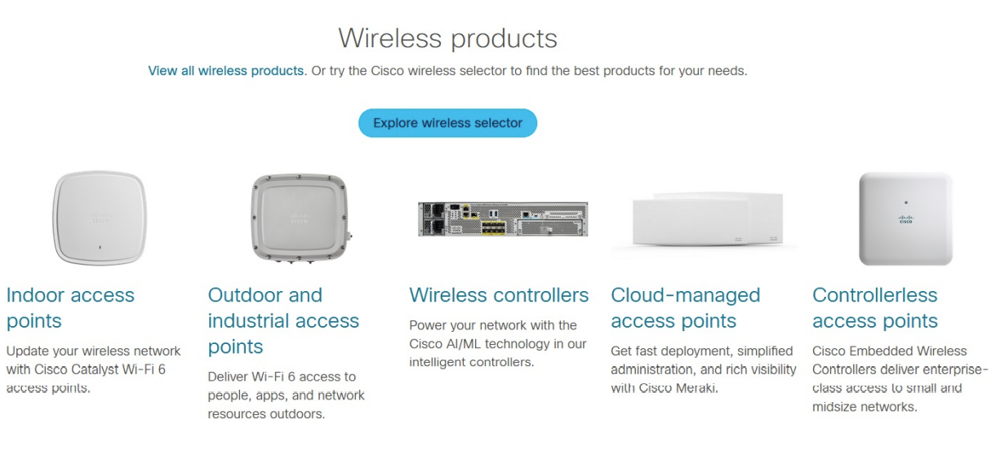 Wireless products
View all wireless products. Or try the Cisco wireless selector to find the best products for your needs.
Explore wireless selector
CISCO
CISCO
CISCO
Indoor access
points
Update your wireless network
with Cisco Catalyst Wi-Fi 6
access points.
Outdoor and
industrial access
points
Deliver Wi-Fi 6 access to
people, apps, and network
resources outdoors.
Wireless controllers
Power your network with the
Cisco AI/ML technology in our
intelligent controllers.
Cloud-managed
access points
Get fast deployment, simplified
administration, and rich visibility
with Cisco Meraki.
Controllerless
access points
Cisco Embedded Wireless
Controllers deliver enterprise-
class access to small and
midsize networks.